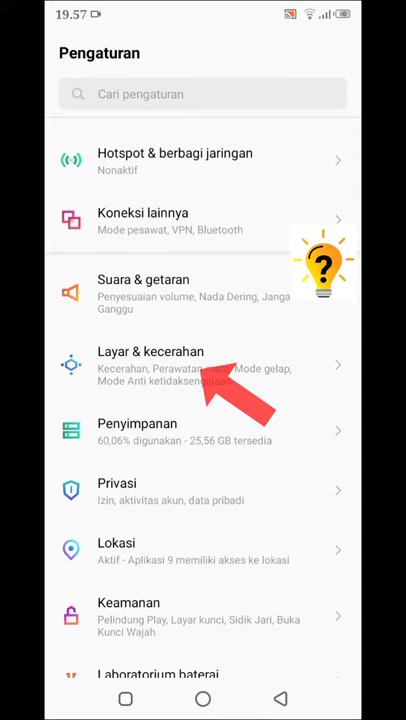 19.57
Pengaturan
Cari pengaturan
Hotspot & berbagi jaringan
Nonaktif
Koneksi lainnya
Mode pesawat, VPN, Bluetooth
?
Suara & getaran
Penyesuaian volume, Nada Dering, Janga
Ganggu
Layar & kecerahan
Kecerahan, Perawatan mata, Mode gelap,
Mode Anti ketidaksengajaan
Penyimpanan
60,06% digunakan - 25,56 GB tersedia
Privasi
Izin, aktivitas akun, data pribadi
Lokasi
Aktif - Aplikasi 9 memiliki akses ke lokasi
Keamanan
Pelindung Play, Layar kunci, Sidik Jari, Buka
Kunci Wajah
Laboratorium baterai